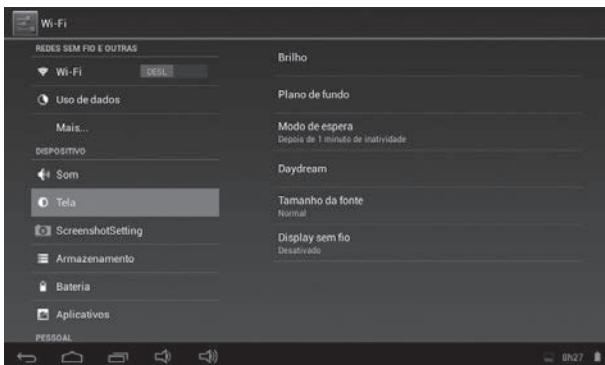 Wi-Fi
REDES SEM FIO E OUTRAS
Wi-Fi DESL.
Uso de dados
Mais...
DISPOSITIVO
Som
Tela
ScreenshotSetting
Armazenamento
Bateria
Aplicativos
PESSOAL
Brilho
Plano de fundo
Modo de espera
Depois de 1 minuto de inatividade
Daydream
Tamanho da fonte
Normal
Display sem fio
Desativado
0h27